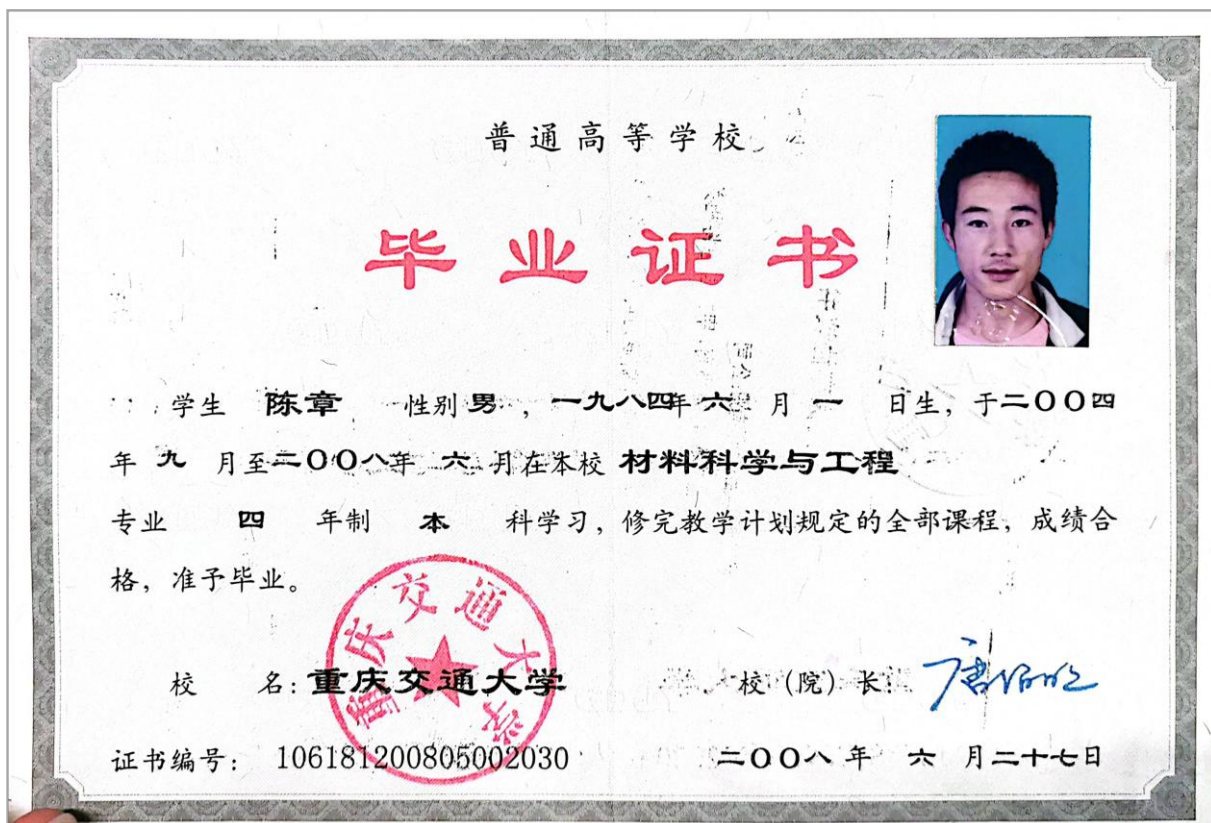 普通高等学校
毕业证书
学生 陈章 性别 男，一九八四年 六 月 一 日生，于二〇〇四
年 九 月至二〇〇八年 六 月在本校 材料科学与工程
专业 四 年制 本 科学习，修完教学计划规定的全部课程，成绩合
格，准予毕业。
重庆交通大学
校 名：重庆交通大学 校（院）长：
证书编号： 106181200805002030 二〇〇八 年 六 月二十七日